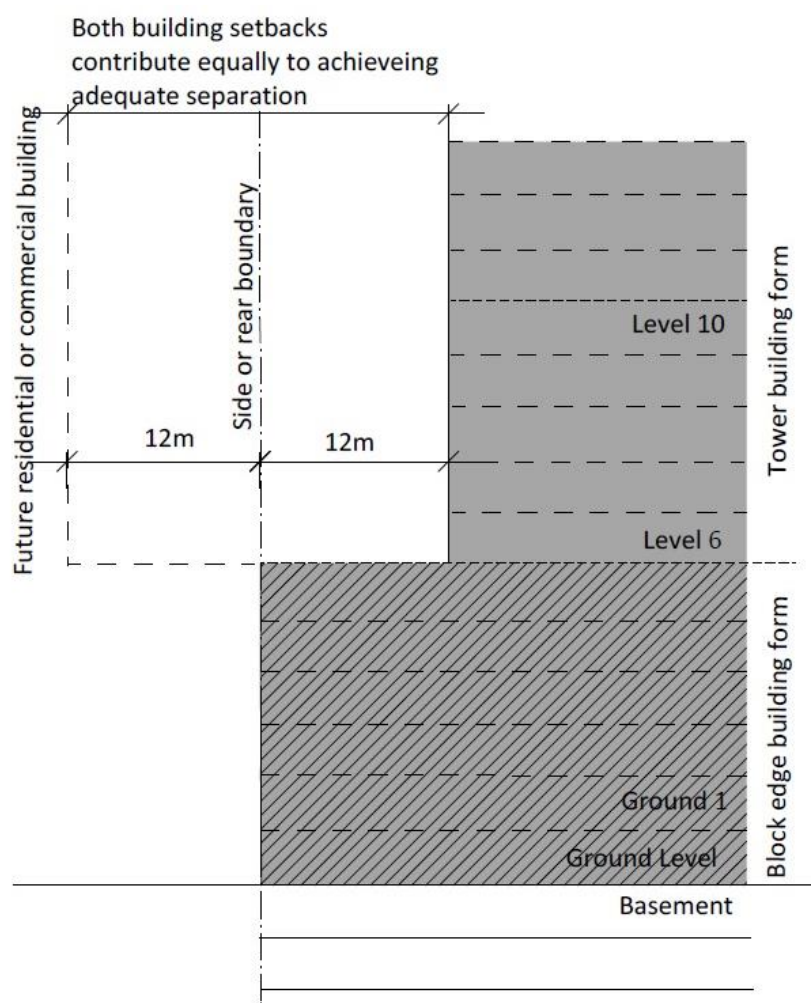 Both building setbacks
contribute equally to achieveing
adequate separation
Future residential or commercial building
Side or rear boundary
12m
12m
Level 10
Tower building form
Level 6
Block edge building form
Ground 1
Ground Level
Basement